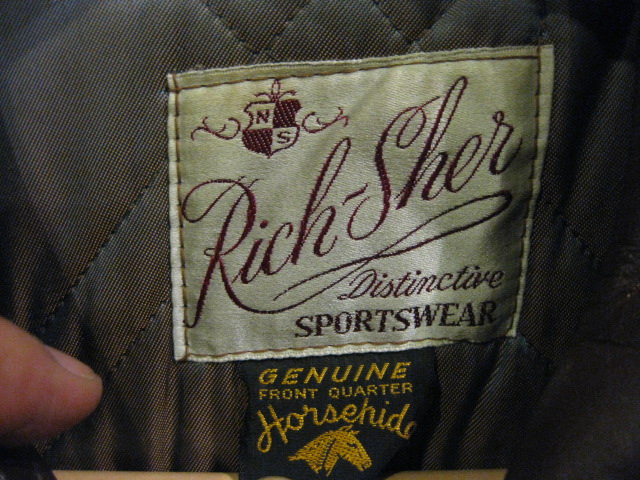 N
S
Rich-Sher
Distinctive
SPORTSWEAR
GENUINE
FRONT QUARTER
Horsehide